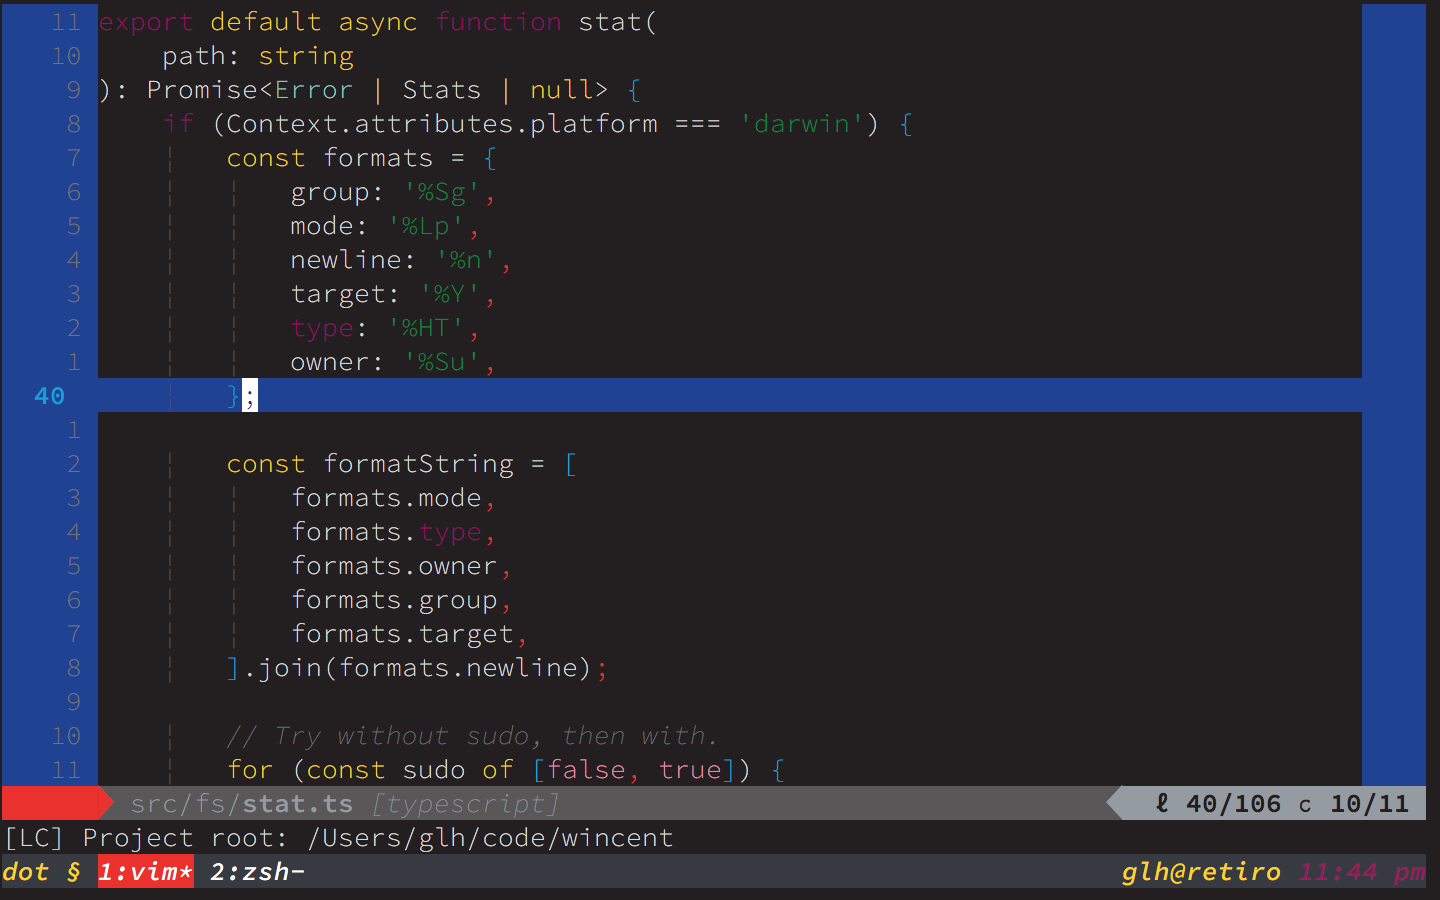 11 export default async function stat(
10     path: string
9 ): Promise<Error | Stats | null> {
8     if (Context.attributes.platform === 'darwin') {
7         const formats = {
6             group: '%Sg',
5             mode: '%Lp',
4             newline: '%n',
3             target: '%Y',
2             type: '%HT',
1             owner: '%Su',
40         };
1
2         const formatString = [
3             formats.mode,
4             formats.type,
5             formats.owner,
6             formats.group,
7             formats.target,
8         ].join(formats.newline);
9
10         // Try without sudo, then with.
11         for (const sudo of [false, true]) {
src/fs/stat.ts [typescript] ℓ 40/106 c 10/11
[LC] Project root: /Users/glh/code/wincent
dot § 1:vim* 2:zsh- glh@retiro 11:44 pm